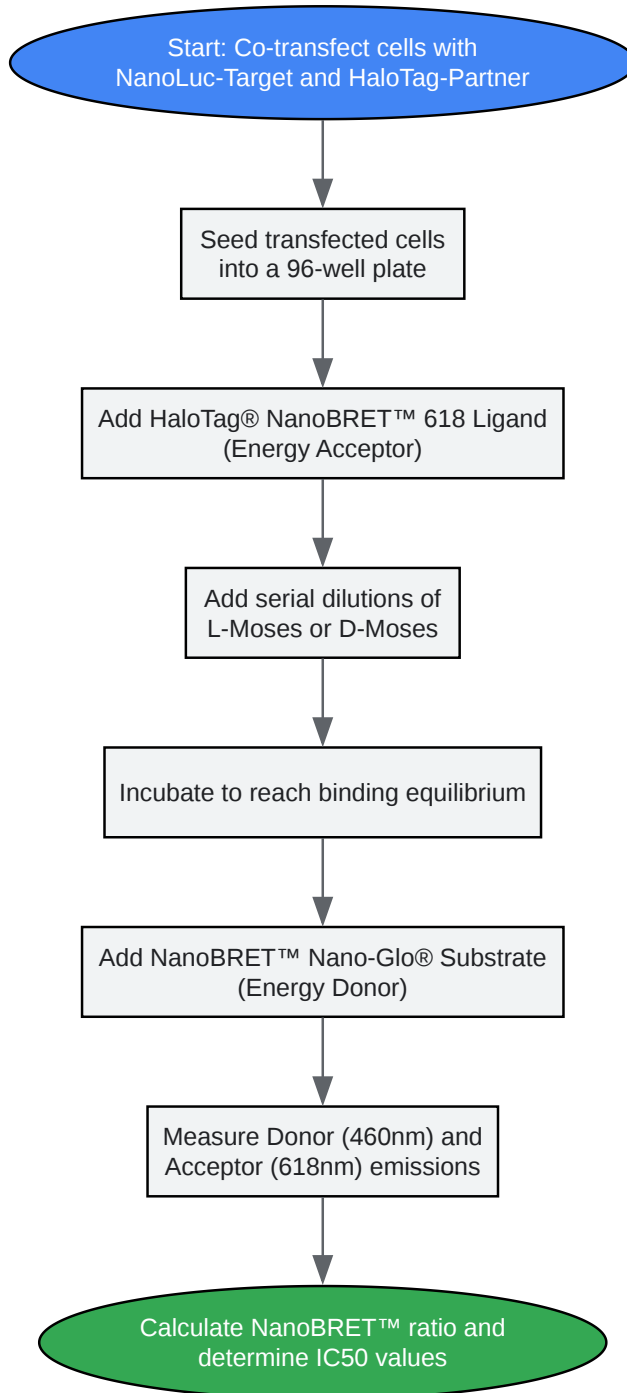 Start: Co-transfect cells with
NanoLuc-Target and HaloTag-Partner
Seed transfected cells
into a 96-well plate
Add HaloTag® NanoBRET™ 618 Ligand
(Energy Acceptor)
Add serial dilutions of
L-Moses or D-Moses
Incubate to reach binding equilibrium
Add NanoBRET™ Nano-Glo® Substrate
(Energy Donor)
Measure Donor (460nm) and
Acceptor (618nm) emissions
Calculate NanoBRET™ ratio and
determine IC50 values